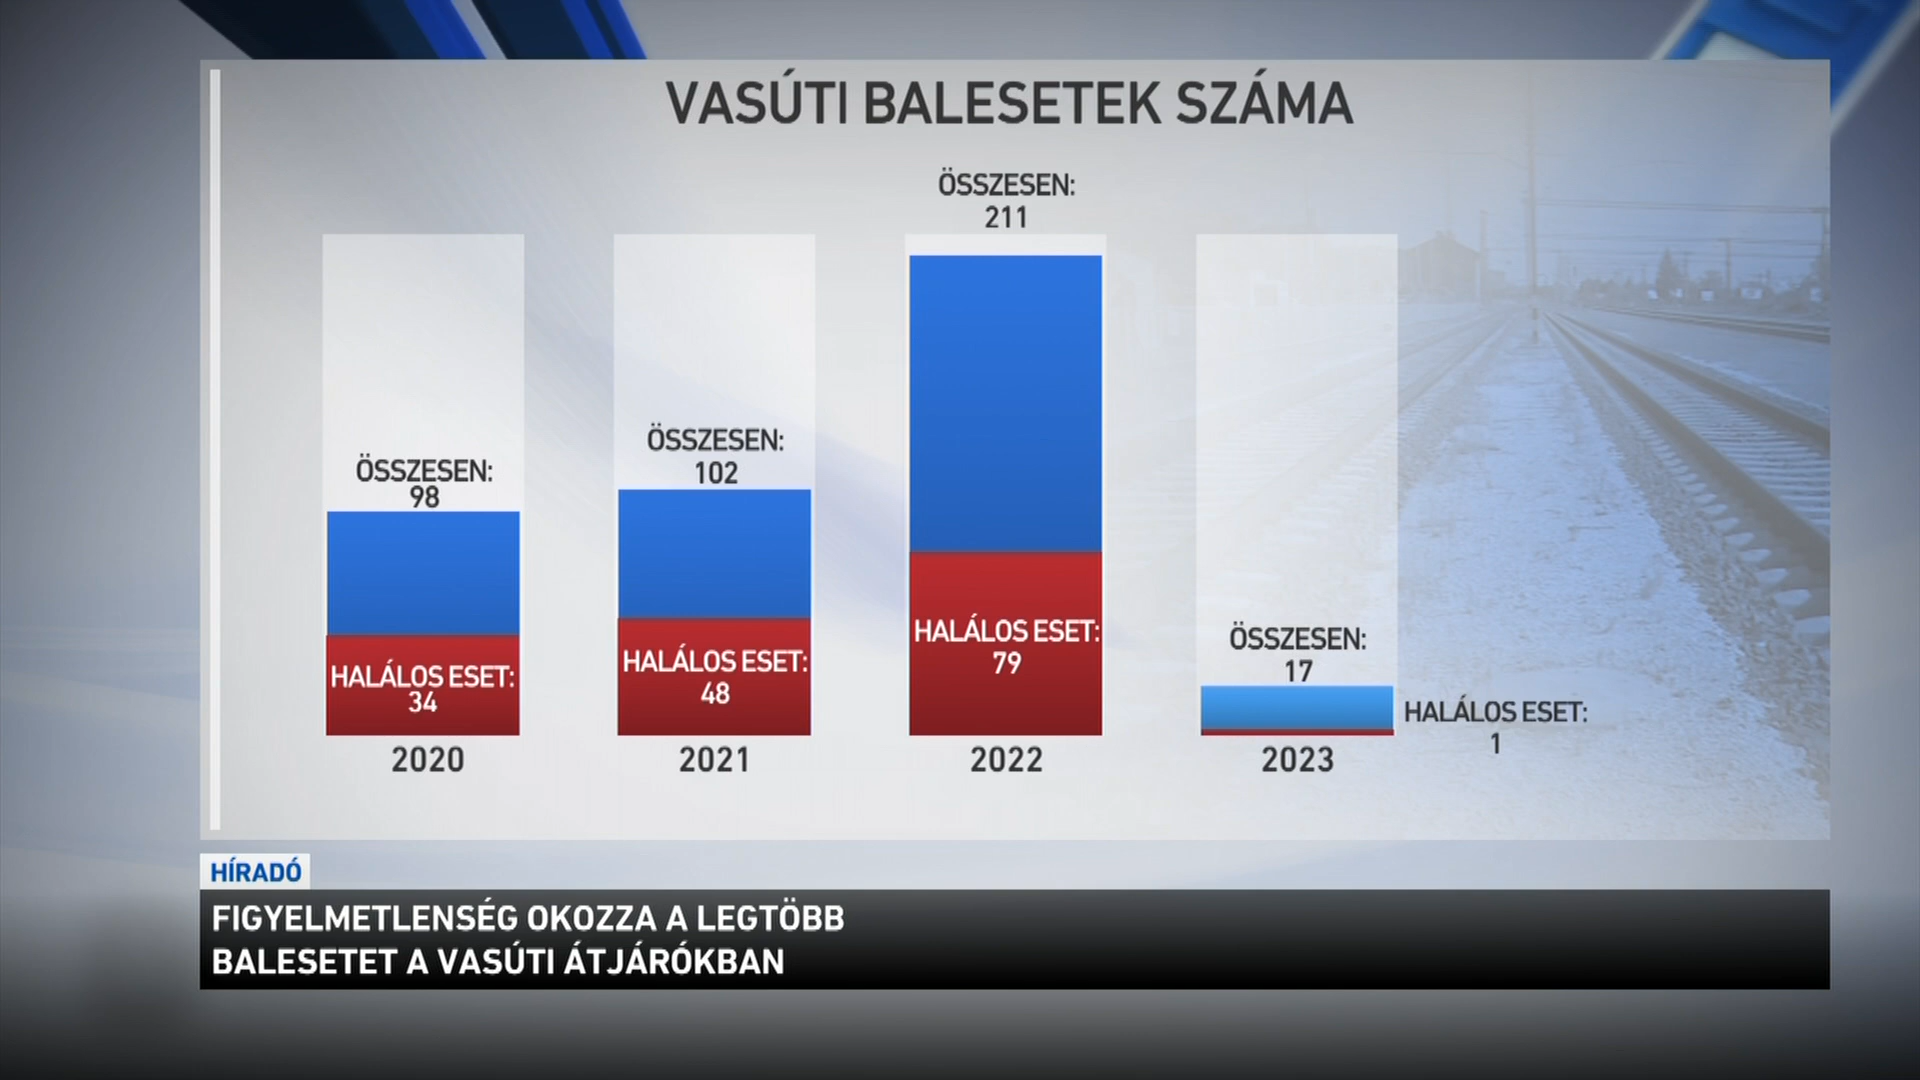 VASÚTI BALESETEK SZÁMA
ÖSSZESEN:
98
HALÁLOS ESET:
34
2020
ÖSSZESEN:
102
HALÁLOS ESET:
48
2021
ÖSSZESEN:
211
HALÁLOS ESET:
79
2022
ÖSSZESEN:
17
HALÁLOS ESET:
1
2023
HÍRADÓ
FIGYELMETLENSÉG OKOZZA A LEGTÖBB
BALESETET A VASÚTI ÁTJÁRÓKBAN